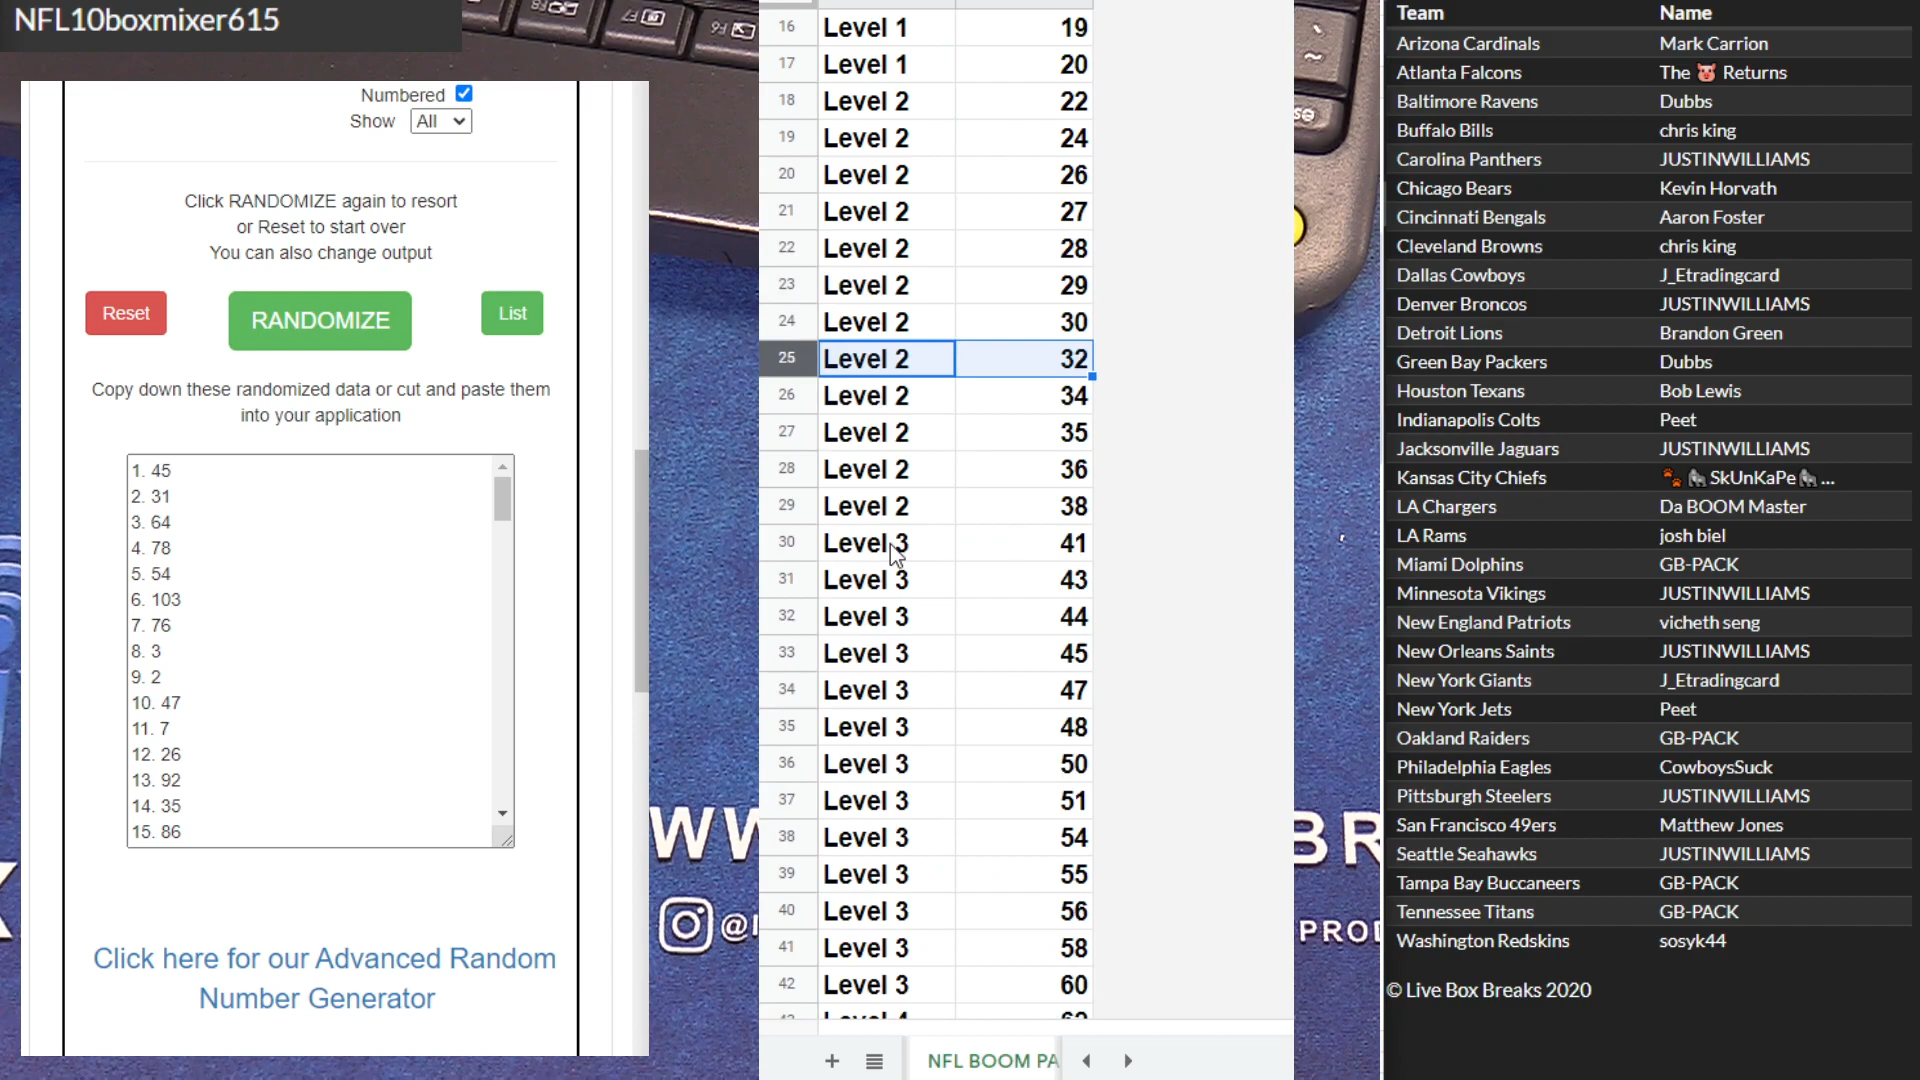 NFL10boxmixer615
Numbered
Show All
Click RANDOMIZE again to resort
or Reset to start over
You can also change output
Reset RANDOMIZE List
Copy down these randomized data or cut and paste them
into your application
1. 45
2. 31
3. 64
4. 78
5. 54
6. 103
7. 76
8. 3
9. 2
10. 47
11. 7
12. 26
13. 92
14. 35
15. 86
Click here for our Advanced Random
Number Generator
16 Level 1 19
17 Level 1 20
18 Level 2 22
19 Level 2 24
20 Level 2 26
21 Level 2 27
22 Level 2 28
23 Level 2 29
24 Level 2 30
25 Level 2 32
26 Level 2 34
27 Level 2 35
28 Level 2 36
29 Level 2 38
30 Level 3 41
31 Level 3 43
32 Level 3 44
33 Level 3 45
34 Level 3 47
35 Level 3 48
36 Level 3 50
37 Level 3 51
38 Level 3 54
39 Level 3 55
40 Level 3 56
41 Level 3 58
42 Level 3 60
NFL BOOM PA
Team Name
Arizona Cardinals Mark Carrion
Atlanta Falcons The 🐷 Returns
Baltimore Ravens Dubbs
Buffalo Bills chris king
Carolina Panthers JUSTINWILLIAMS
Chicago Bears Kevin Horvath
Cincinnati Bengals Aaron Foster
Cleveland Browns chris king
Dallas Cowboys J_Etradingcard
Denver Broncos JUSTINWILLIAMS
Detroit Lions Brandon Green
Green Bay Packers Dubbs
Houston Texans Bob Lewis
Indianapolis Colts Peet
Jacksonville Jaguars JUSTINWILLIAMS
Kansas City Chiefs 🐾🦍SkUnKaPe🦍...
LA Chargers Da BOOM Master
LA Rams josh biel
Miami Dolphins GB-PACK
Minnesota Vikings JUSTINWILLIAMS
New England Patriots vicheth seng
New Orleans Saints JUSTINWILLIAMS
New York Giants J_Etradingcard
New York Jets Peet
Oakland Raiders GB-PACK
Philadelphia Eagles CowboysSuck
Pittsburgh Steelers JUSTINWILLIAMS
San Francisco 49ers Matthew Jones
Seattle Seahawks JUSTINWILLIAMS
Tampa Bay Buccaneers GB-PACK
Tennessee Titans GB-PACK
Washington Redskins sosyk44
© Live Box Breaks 2020